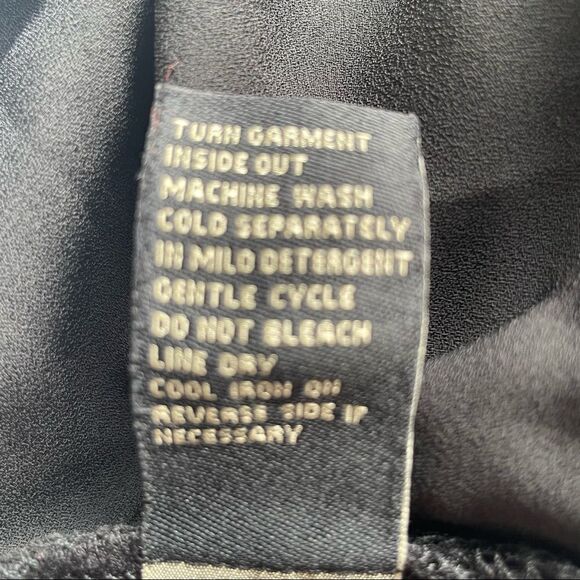 TURN GARMENT
INSIDE OUT
MACHINE WASH
COLD SEPARATELY
IN MILD DETERGENT
GENTLE CYCLE
DO NOT BLEACH
LINE DRY
COOL IRON ON
REVERSE SIDE IF
NECESSARY